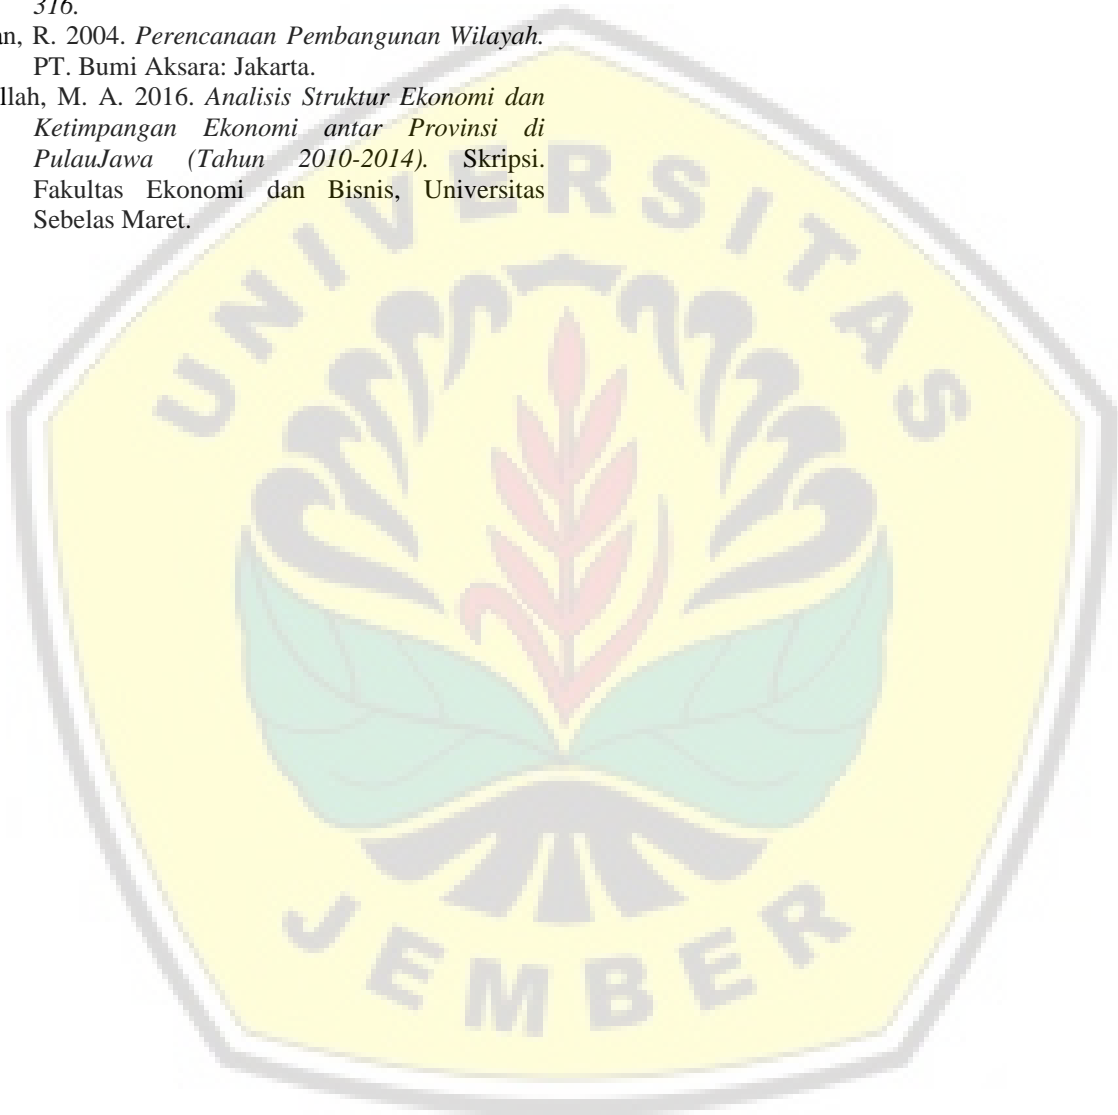 316.
an, R. 2004. Perencanaan Pembangunan Wilayah.
PT. Bumi Aksara: Jakarta.
llah, M. A. 2016. Analisis Struktur Ekonomi dan
Ketimpangan Ekonomi antar Provinsi di
PulauJawa (Tahun 2010-2014). Skripsi.
Fakultas Ekonomi dan Bisnis, Universitas
Sebelas Maret.
UNIVERSITAS
JEMBER